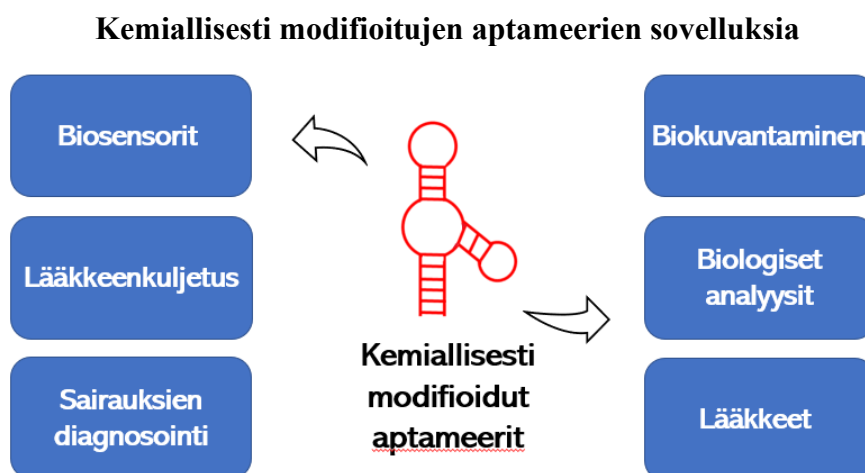 Kemiallisesti modifioitujen aptameerien sovelluksia
Biosensorit
Lääkkeenkuljetus
Sairauksien
diagnosointi
Kemiallisesti
modifioidut
aptameerit
Biokuvantaminen
Biologiset
analyysit
Lääkkeet